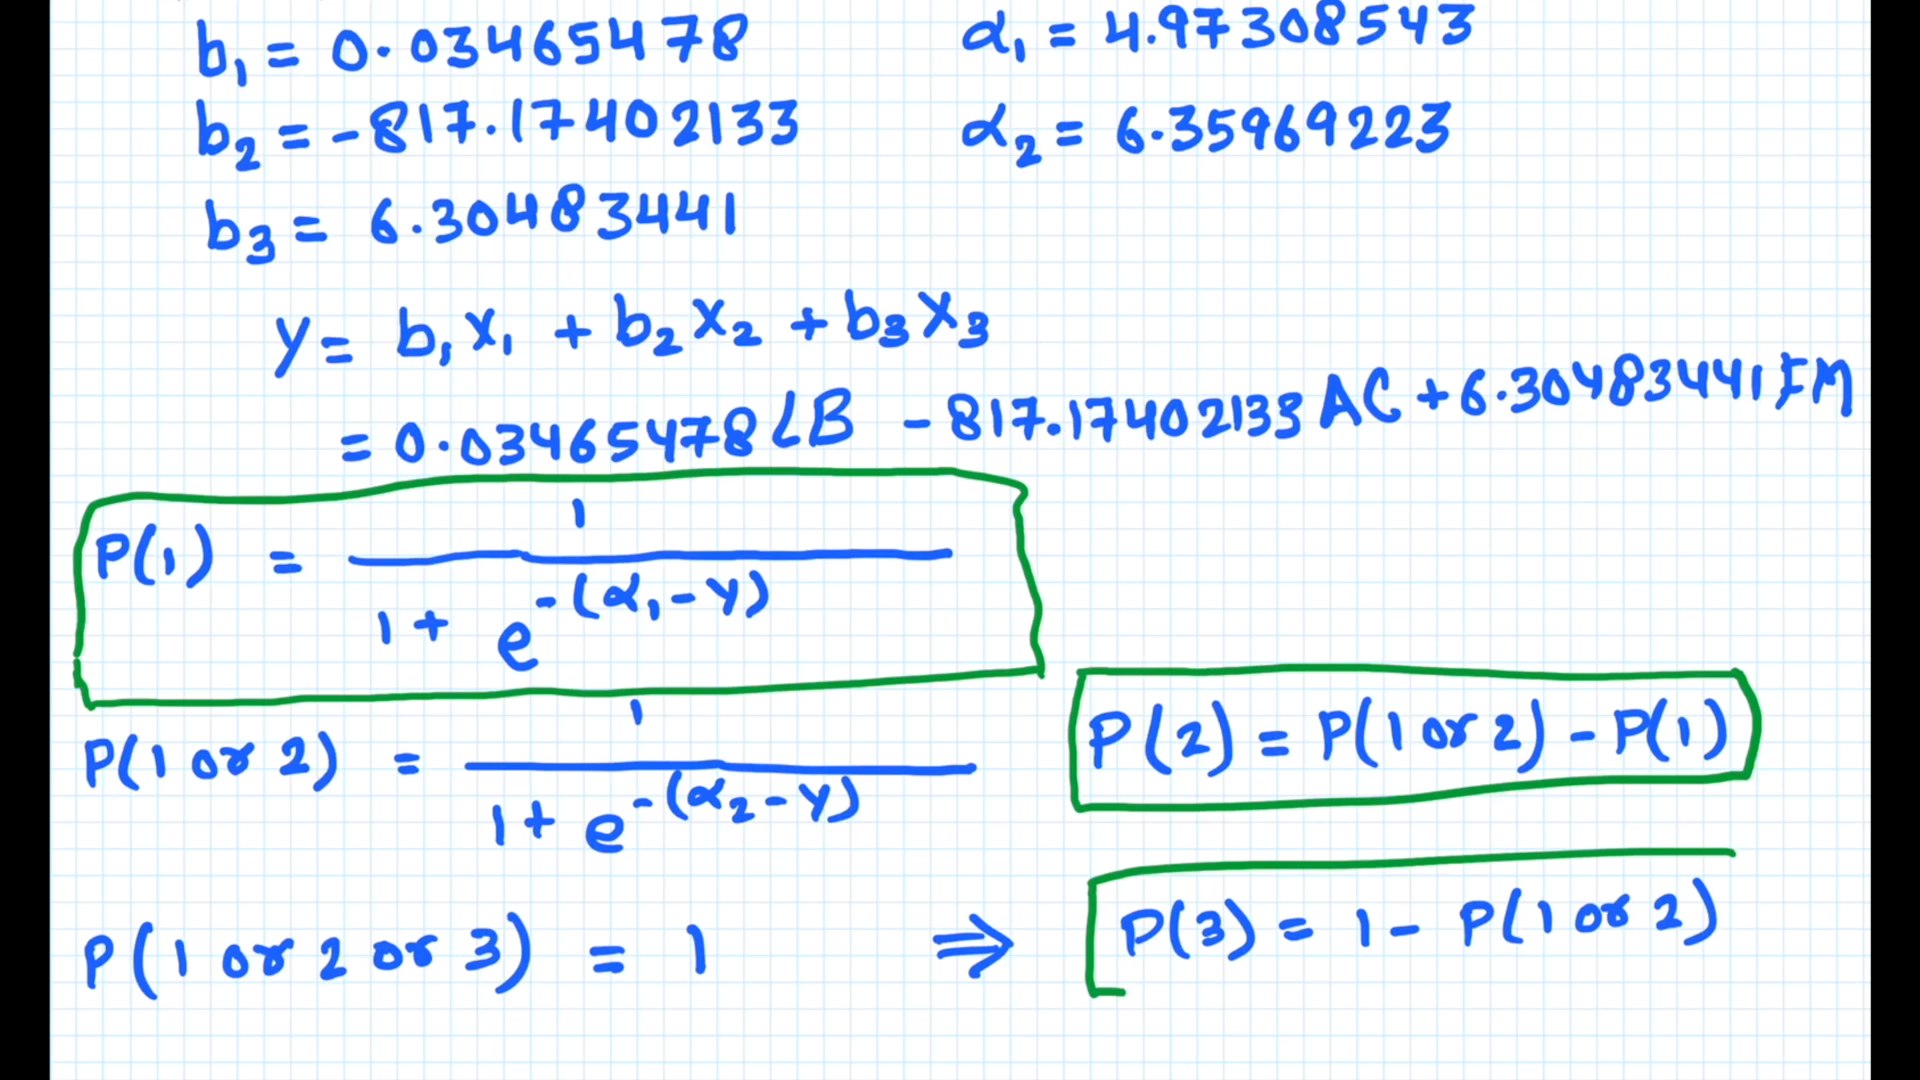 b₁ = 0.03465478
α₁ = 4.97308543
b₂ = -817.17402133
α₂ = 6.35969223
b₃ = 6.30483441
y = b₁x₁ + b₂x₂ + b₃x₃
= 0.03465478 LB - 817.17402133 AC + 6.30483441 FM
P(1) = 1 / (1 + e^-(α₁-y))
P(1 or 2) = 1 / (1 + e^-(α₂-y))
P(2) = P(1 or 2) - P(1)
P(1 or 2 or 3) = 1 ⇒ P(3) = 1 - P(1 or 2)